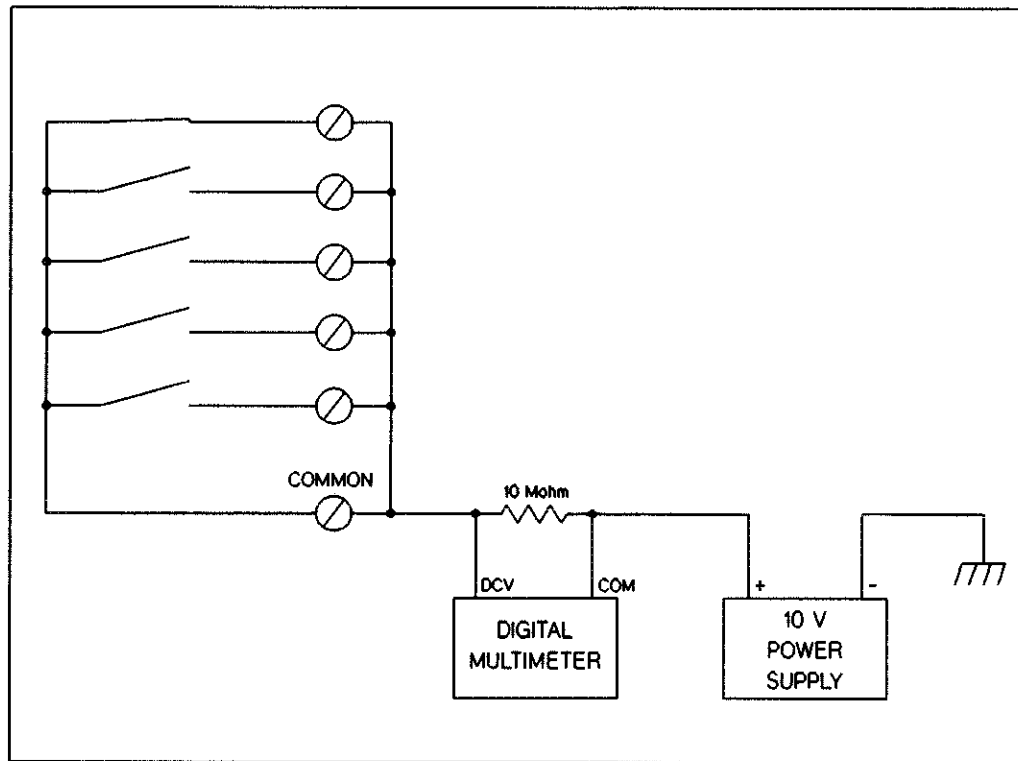 COMMON
10 Mohm
DCV
COM
+
-
DIGITAL
MULTIMETER
10 V
POWER
SUPPLY